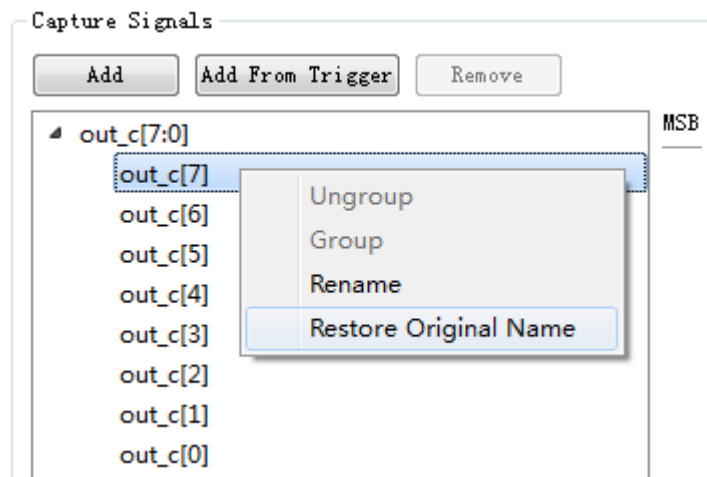 Capture Signals
Add Add From Trigger Remove
out_c[7:0] MSB
out_c[7]
out_c[6]
out_c[5]
out_c[4]
out_c[3]
out_c[2]
out_c[1]
out_c[0]
Ungroup
Group
Rename
Restore Original Name